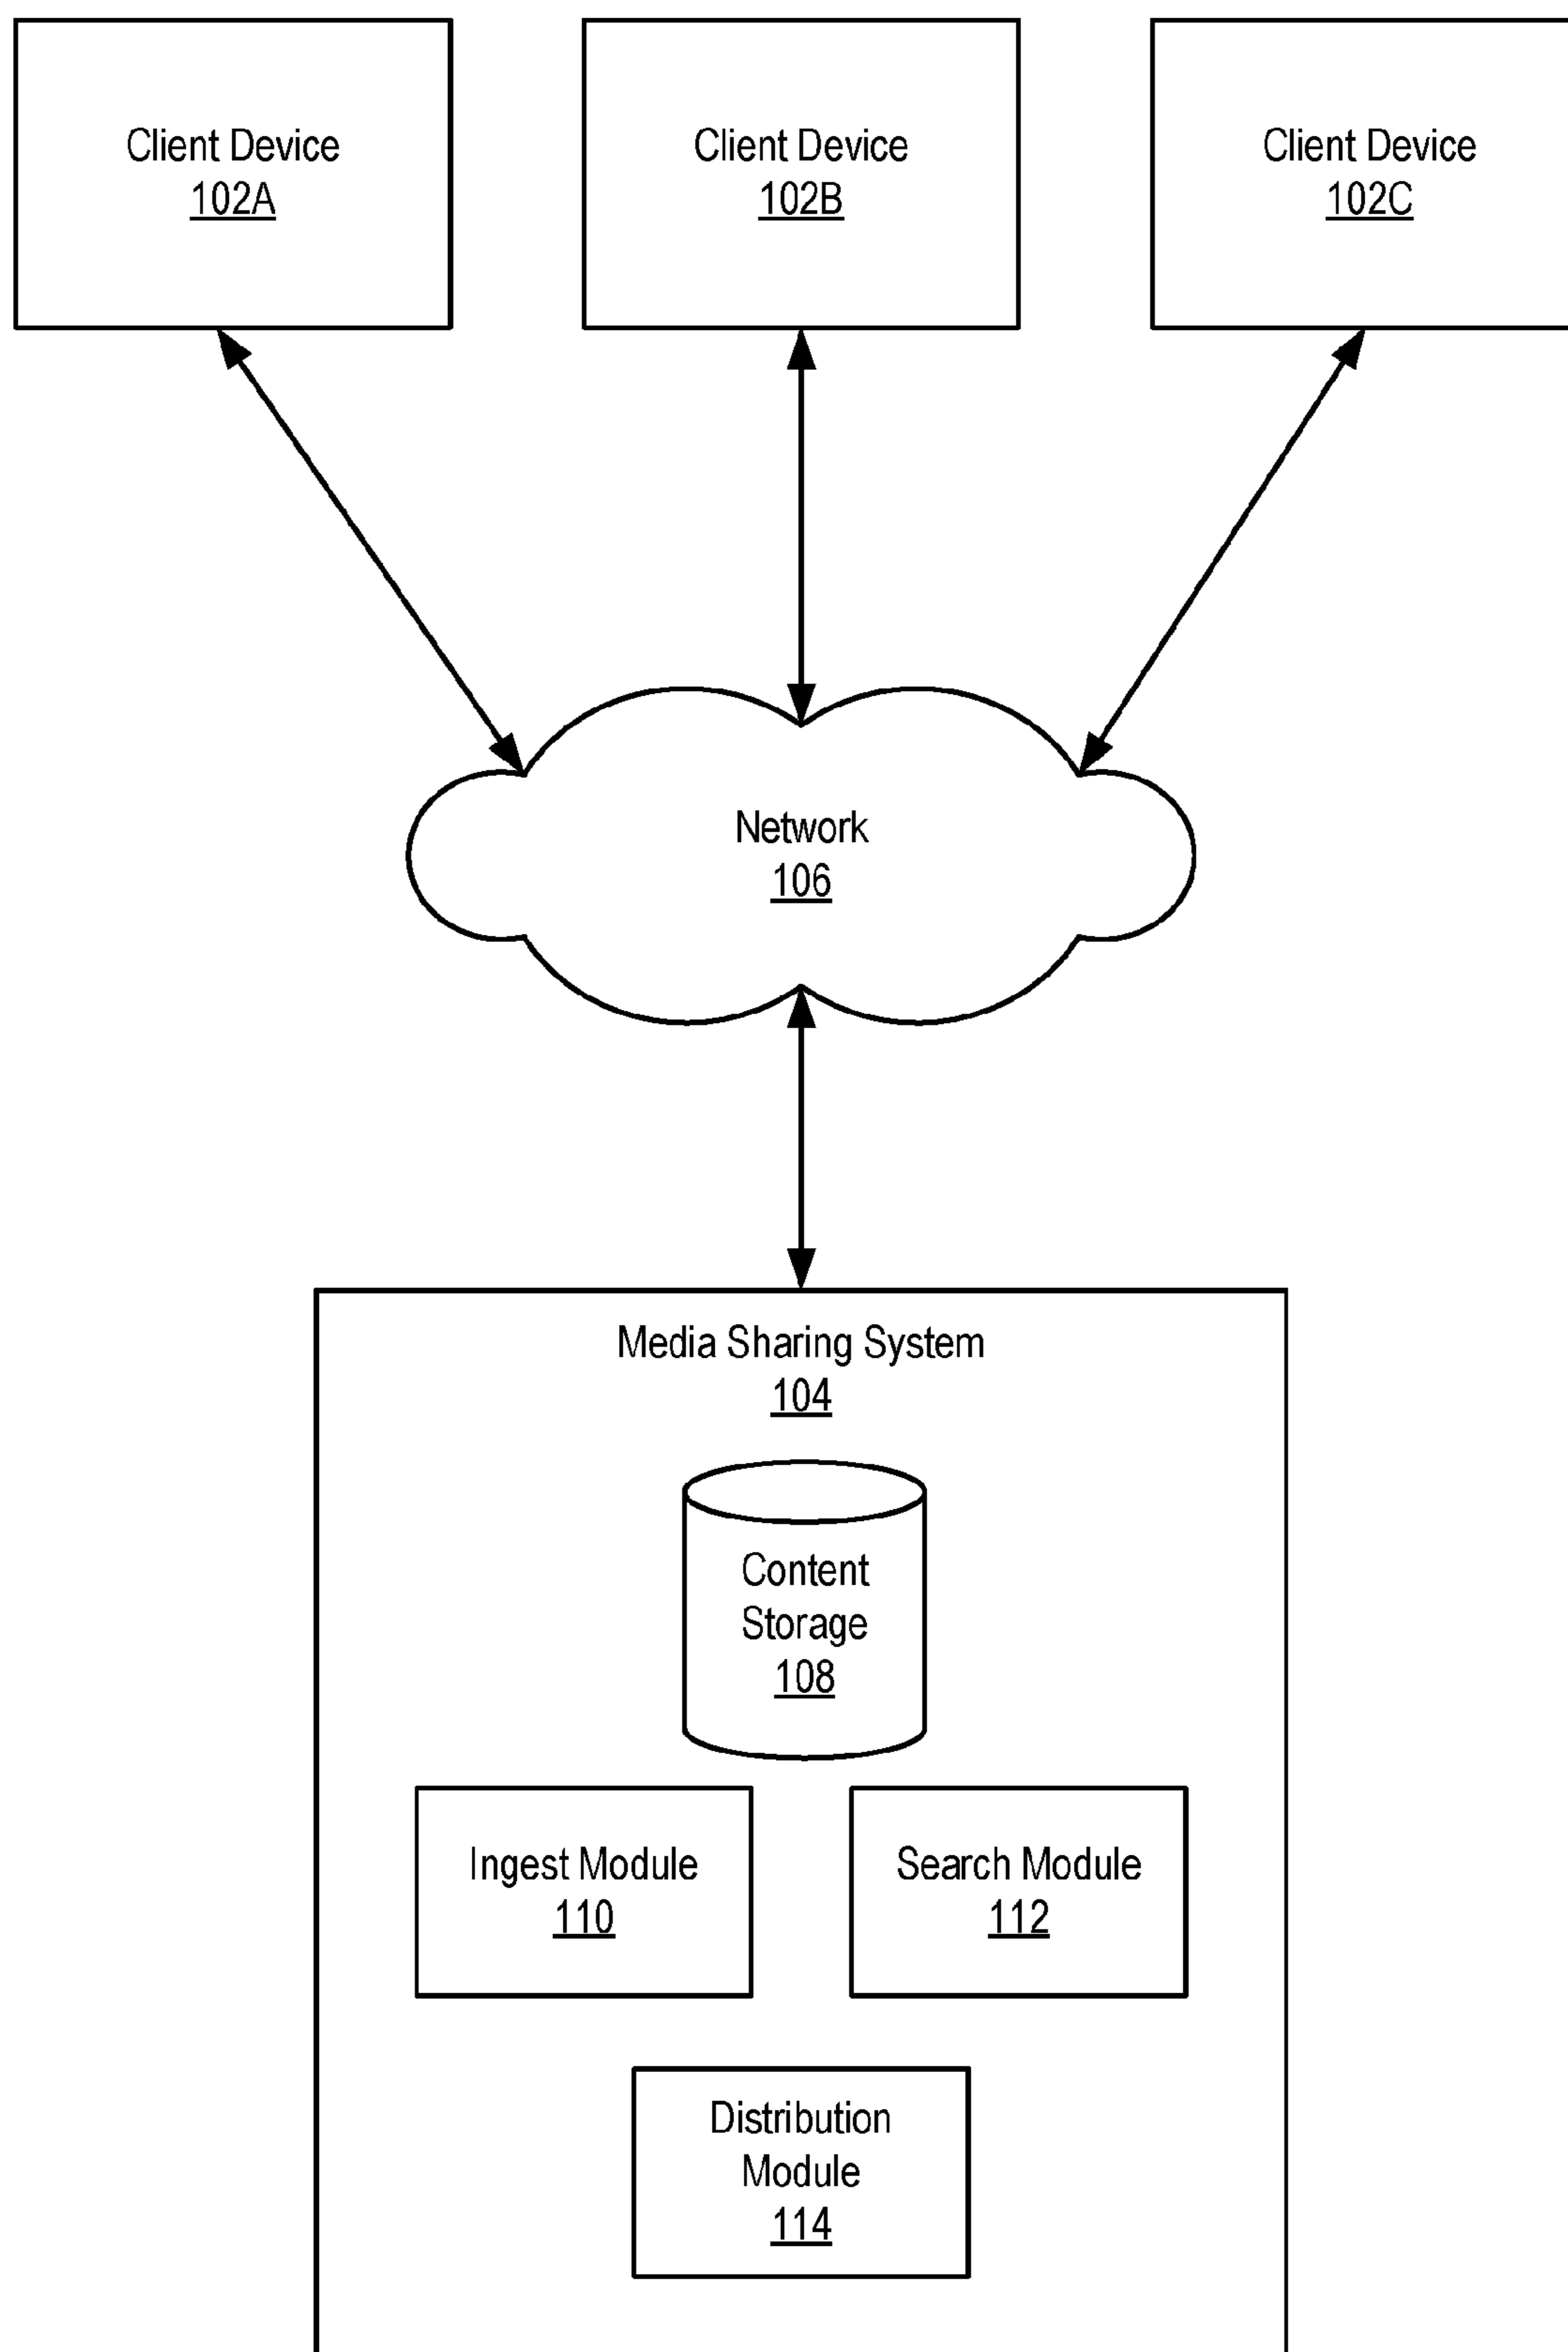 Client Device
102A
Client Device
102B
Client Device
102C
Network
106
Media Sharing System
104
Content
Storage
108
Ingest Module
110
Search Module
112
Distribution
Module
114